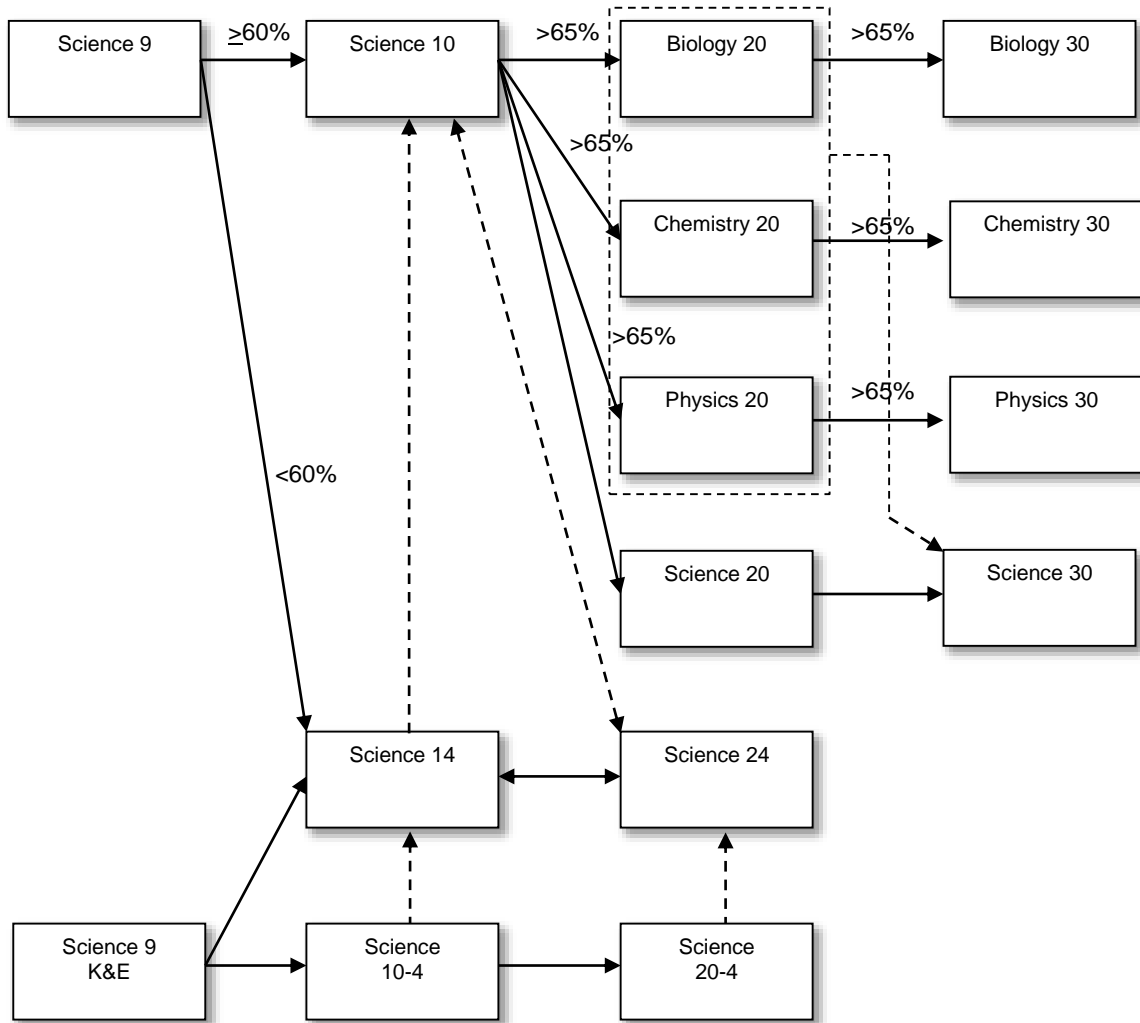 Science 9
≥60%
Science 10
>65%
Biology 20
>65%
Biology 30
>65%
Chemistry 20
>65%
Chemistry 30
>65%
Physics 20
>65%
Physics 30
<60%
Science 20
Science 30
Science 14
Science 24
Science 9
K&E
Science
10-4
Science
20-4